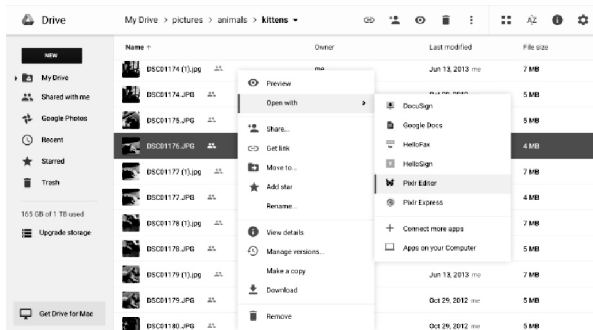 Drive
My Drive > pictures > animals > kittens
NEW
My Drive
Shared with me
Google Photos
Recent
Starred
Trash
165 GB of 1 TB used
Upgrade storage
Get Drive for Mac
Name ↑ Owner Last modified File size
DSC01174 (1).jpg me Jun 13, 2013 me 7 MB
DSC01174.JPG 5 MB
DSC01175.JPG 5 MB
DSC01176.JPG 4 MB
DSC01177 (1).jpg 7 MB
DSC01177.JPG 4 MB
DSC01178 (1).jpg 7 MB
DSC01178.JPG 5 MB
DSC01179 (1).jpg Jun 13, 2013 me 7 MB
DSC01179.JPG Oct 29, 2012 me 5 MB
DSC01180.JPG Oct 29, 2012 me 5 MB
Preview
Open with
Share...
Get link
Move to...
Add star
Rename...
View details
Manage versions...
Make a copy
Download
Remove
DocuSign
Google Docs
HelloFax
HelloSign
Pixlr Editor
Pixlr Express
Connect more apps
Apps on your Computer